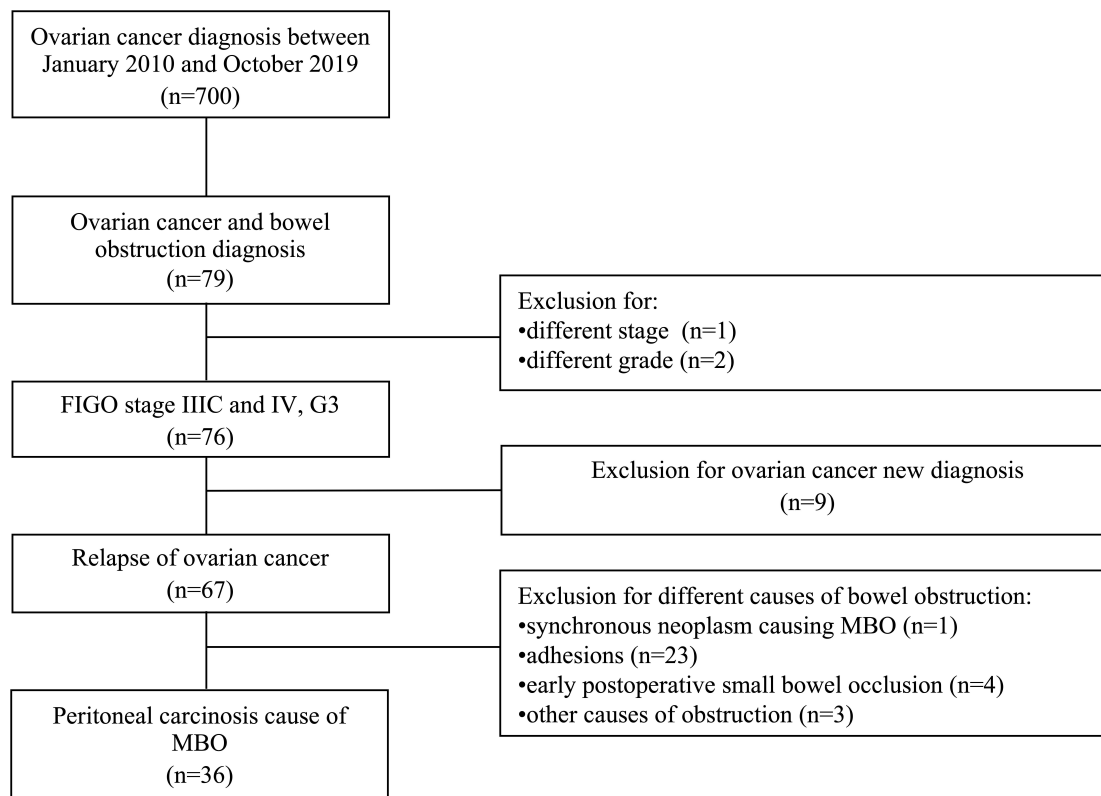 Ovarian cancer diagnosis between
January 2010 and October 2019
(n=700)
Ovarian cancer and bowel
obstruction diagnosis
(n=79)
Exclusion for:
•different stage  (n=1)
•different grade (n=2)
FIGO stage IIIC and IV, G3
(n=76)
Exclusion for ovarian cancer new diagnosis
(n=9)
Relapse of ovarian cancer
(n=67)
Exclusion for different causes of bowel obstruction:
•synchronous neoplasm causing MBO (n=1)
•adhesions (n=23)
•early postoperative small bowel occlusion (n=4)
•other causes of obstruction (n=3)
Peritoneal carcinosis cause of
MBO
(n=36)